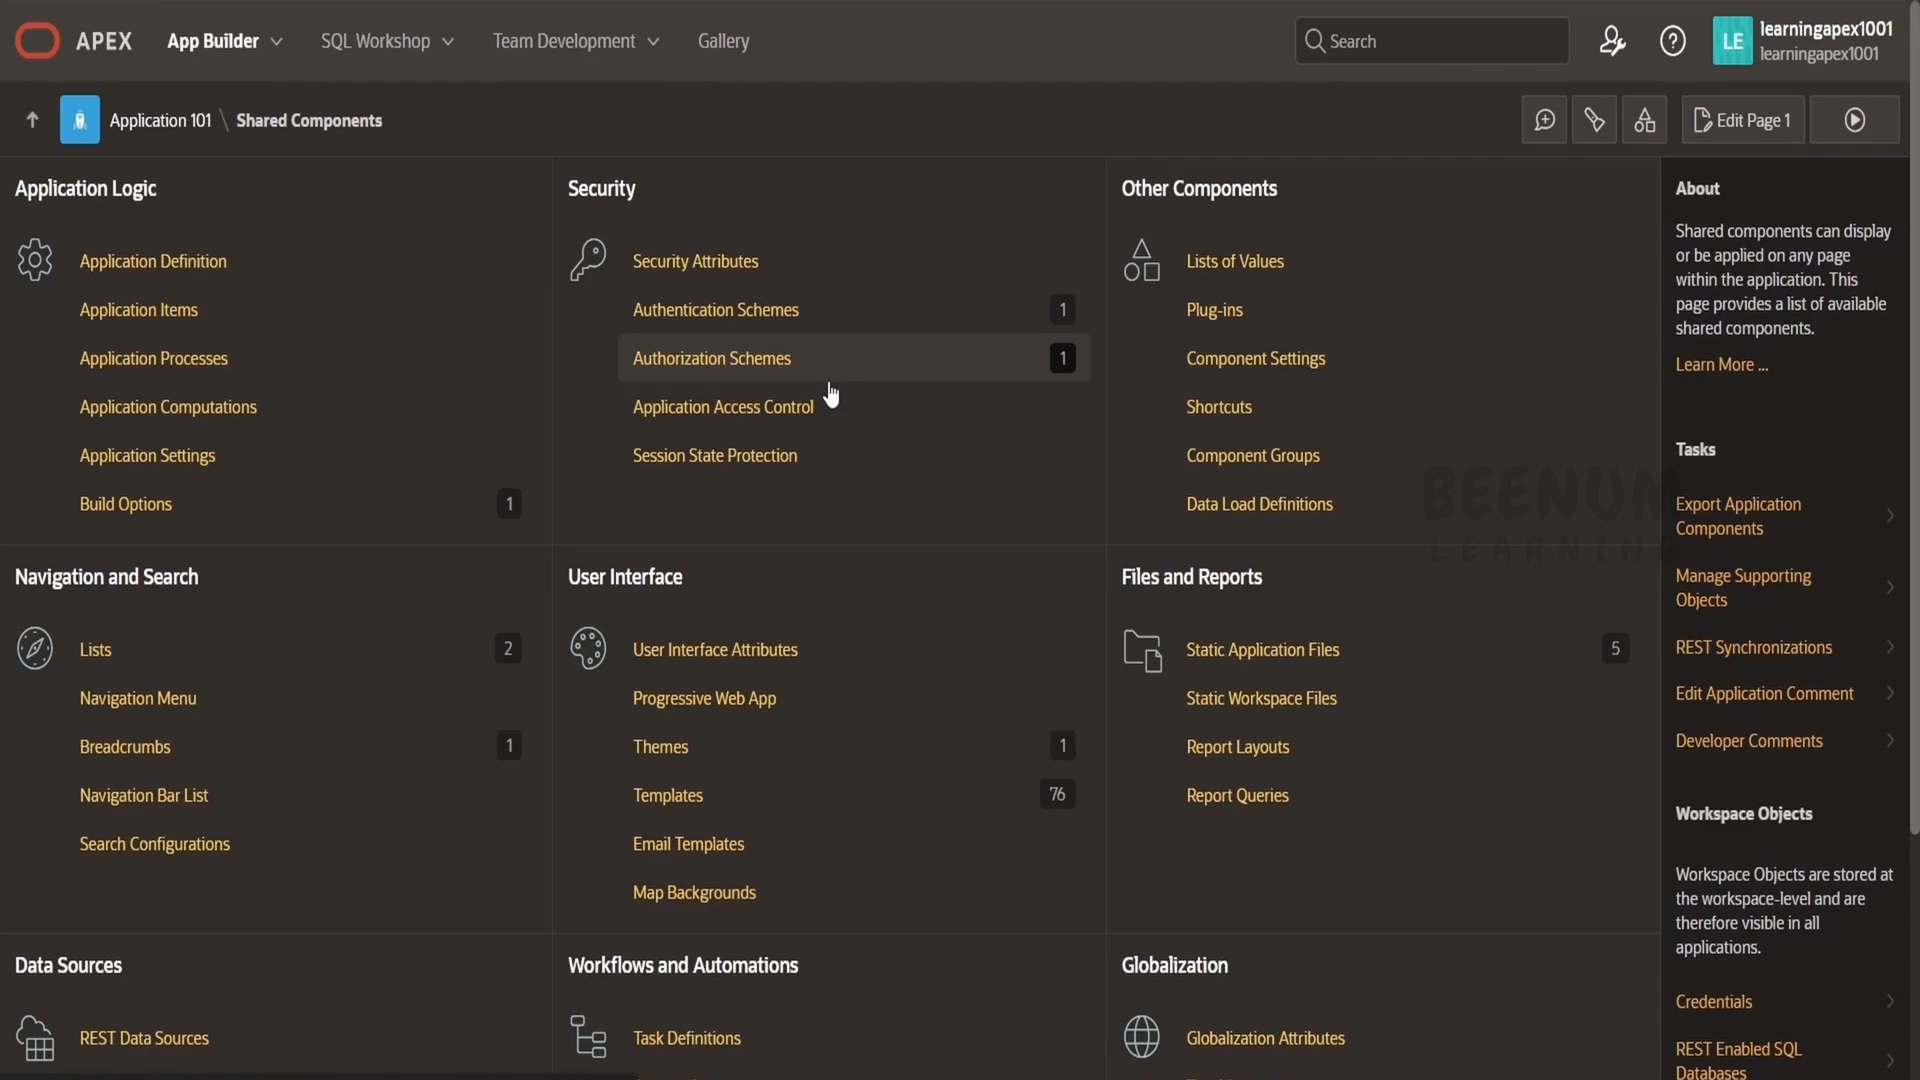 APEX
App Builder
SQL Workshop
Team Development
Gallery
Search
LE
learningapex1001
learningapex1001
Application 101 \ Shared Components
Edit Page 1
Application Logic
Application Definition
Application Items
Application Processes
Application Computations
Application Settings
Build Options 1
Security
Security Attributes
Authentication Schemes 1
Authorization Schemes 1
Application Access Control
Session State Protection
Other Components
Lists of Values
Plug-ins
Component Settings
Shortcuts
Component Groups
Data Load Definitions
Navigation and Search
Lists 2
Navigation Menu
Breadcrumbs 1
Navigation Bar List
Search Configurations
User Interface
User Interface Attributes
Progressive Web App
Themes 1
Templates 76
Email Templates
Map Backgrounds
Files and Reports
Static Application Files 5
Static Workspace Files
Report Layouts
Report Queries
Data Sources
REST Data Sources
Workflows and Automations
Task Definitions
Globalization
Globalization Attributes
About
Shared components can display
or be applied on any page
within the application. This
page provides a list of available
shared components.
Learn More ...
Tasks
Export Application
Components
Manage Supporting
Objects
REST Synchronizations
Edit Application Comment
Developer Comments
Workspace Objects
Workspace Objects are stored at
the workspace-level and are
therefore visible in all
applications.
Credentials
REST Enabled SQL
Databases
BEENUM
LEARNING